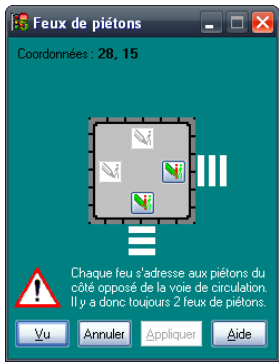 Feux de piétons
Coordonnées : 28, 15
Chaque feu s'adresse aux piétons du
côté opposé de la voie de circulation.
Il y a donc toujours 2 feux de piétons.
Vu Annuler Appliquer Aide